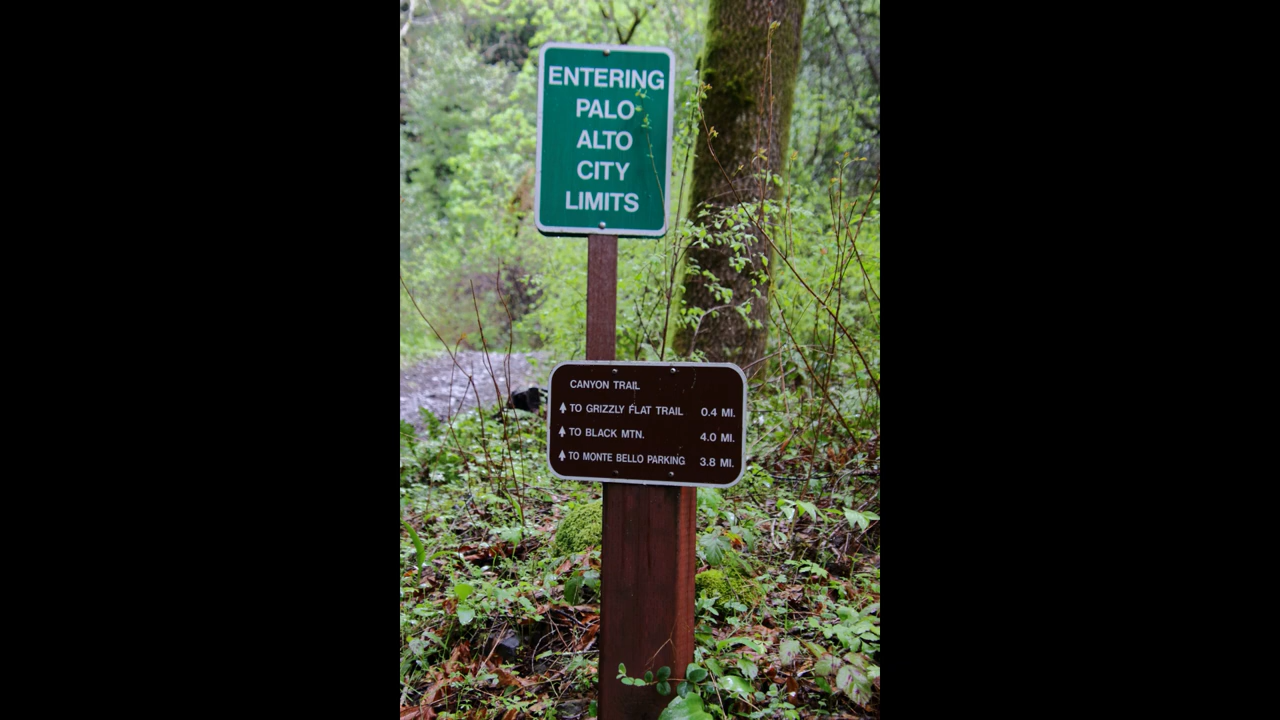 ENTERING
PALO
ALTO
CITY
LIMITS
CANYON TRAIL
TO GRIZZLY FLAT TRAIL 0.4 MI.
TO BLACK MTN. 4.0 MI.
TO MONTE BELLO PARKING 3.8 MI.